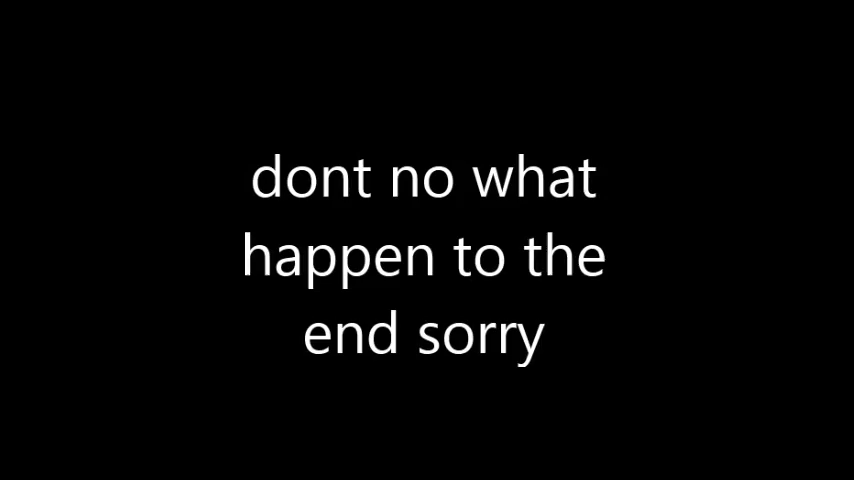 dont no what
happen to the
end sorry